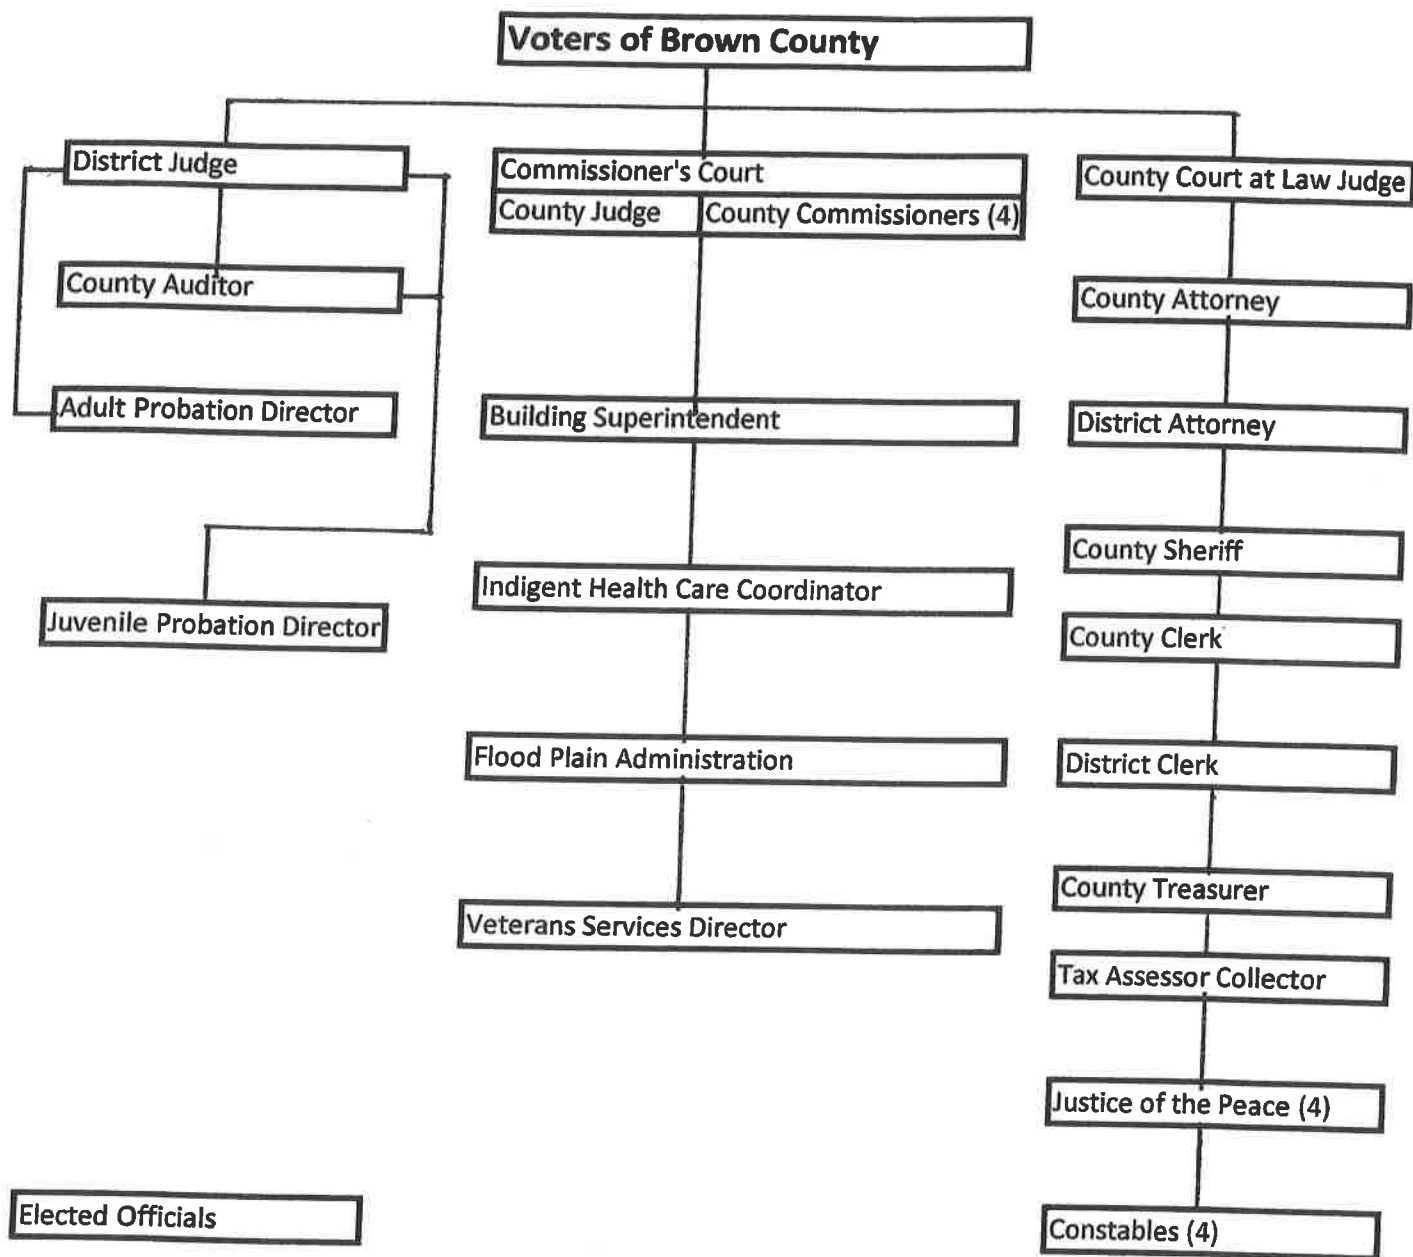 Voters of Brown County
District Judge
County Auditor
Adult Probation Director
Juvenile Probation Director
Commissioner's Court
County Judge
County Commissioners (4)
Building Superintendent
Indigent Health Care Coordinator
Flood Plain Administration
Veterans Services Director
County Court at Law Judge
County Attorney
District Attorney
County Sheriff
County Clerk
District Clerk
County Treasurer
Tax Assessor Collector
Justice of the Peace (4)
Constables (4)
Elected Officials